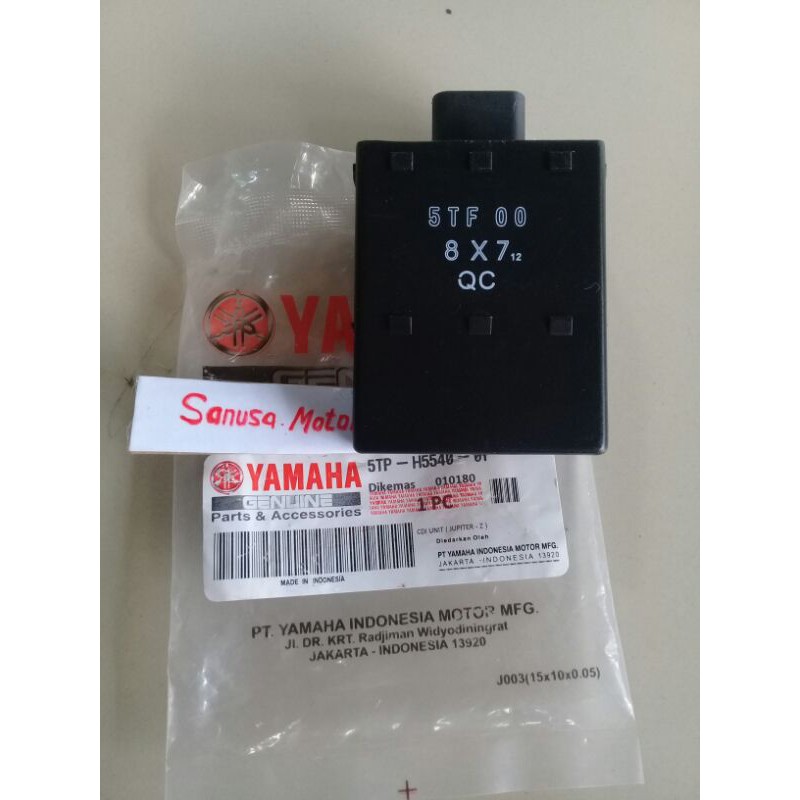 5TF 00
8 X 7 12
QC
YAMAHA
GENUINE
Sanusa. Motor
YAMAHA
GENUINE
Parts & Accessories
5TP-H5540-01
Dikemas 010180
1 PC
CDI UNIT ( JUPITER - Z )
Diedarkan Oleh
PT YAMAHA INDONESIA MOTOR MFG.
JAKARTA -INDONESIA 13920
MADE IN INDONESIA
PT. YAMAHA INDONESIA MOTOR MFG.
Jl. DR. KRT. Radjiman Widyodiningrat
JAKARTA - INDONESIA 13920
J003(15x10x0.05)